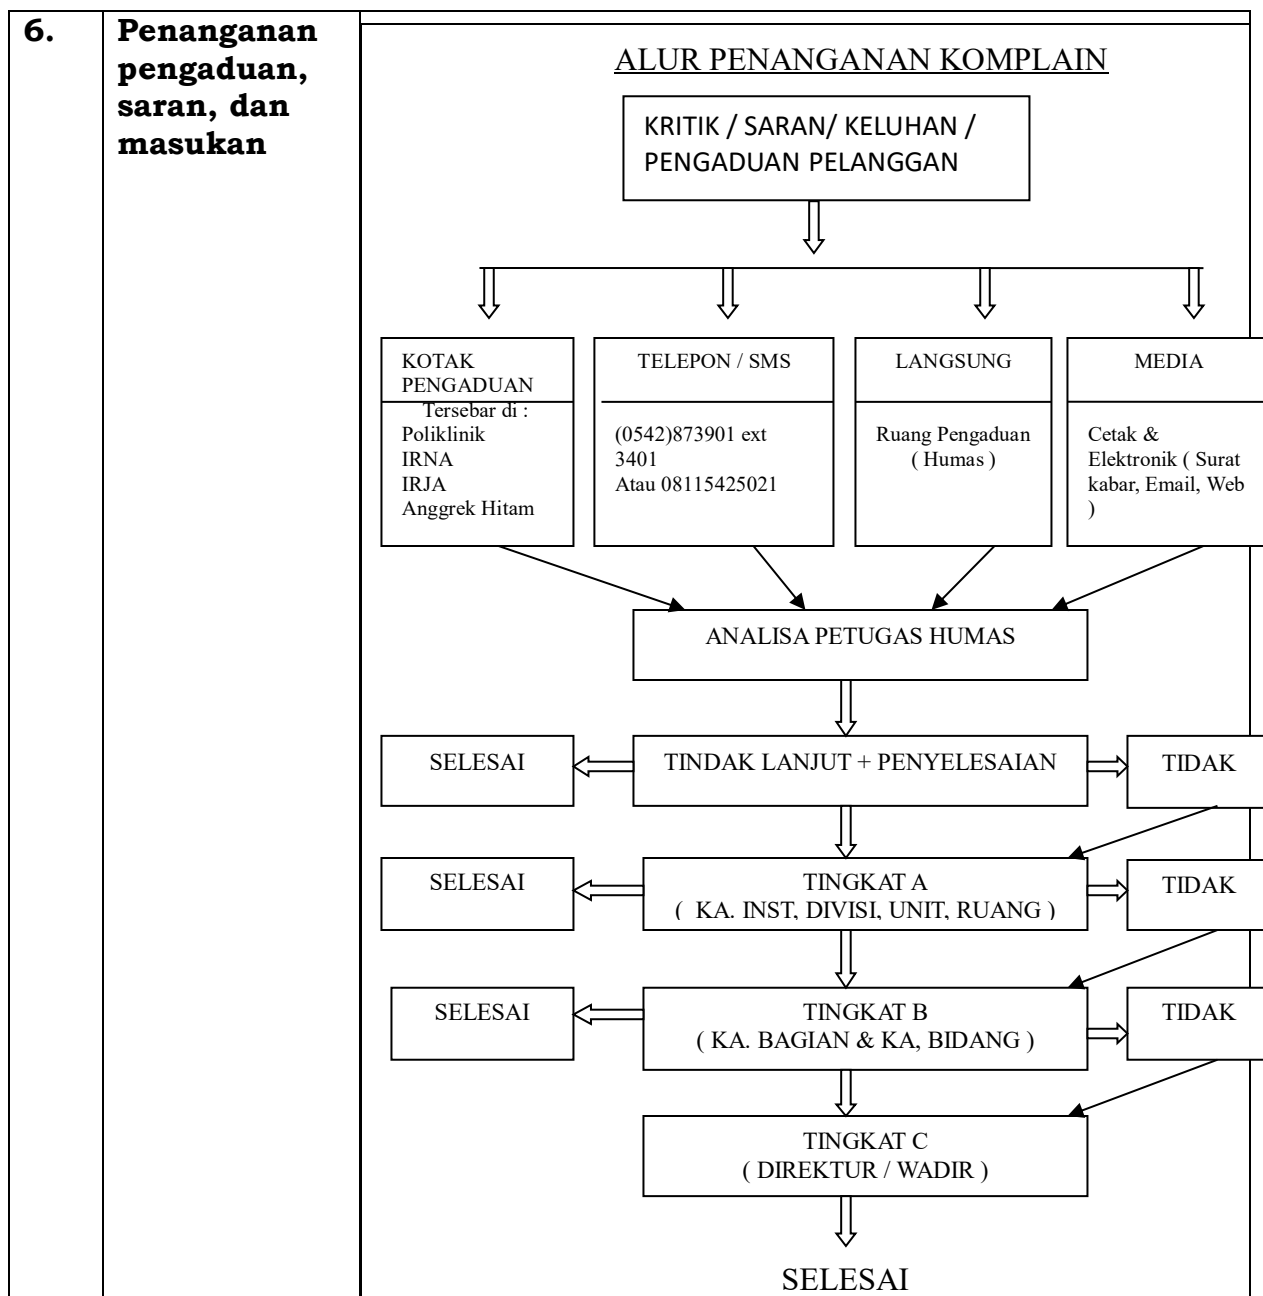 6.
Penanganan
pengaduan,
saran, dan
masukan
ALUR PENANGANAN KOMPLAIN
KRITIK / SARAN/ KELUHAN /
PENGADUAN PELANGGAN
KOTAK
PENGADUAN
Tersebar di :
Poliklinik
IRNA
IRJA
Anggrek Hitam
TELEPON / SMS
(0542)873901 ext
3401
Atau 08115425021
LANGSUNG
Ruang Pengaduan
( Humas )
MEDIA
Cetak &
Elektronik ( Surat
kabar, Email, Web
)
ANALISA PETUGAS HUMAS
SELESAI
TINDAK LANJUT + PENYELESAIAN
TIDAK
SELESAI
TINGKAT A
( KA. INST, DIVISI, UNIT, RUANG )
TIDAK
SELESAI
TINGKAT B
( KA. BAGIAN & KA, BIDANG )
TIDAK
TINGKAT C
( DIREKTUR / WADIR )
SELESAI